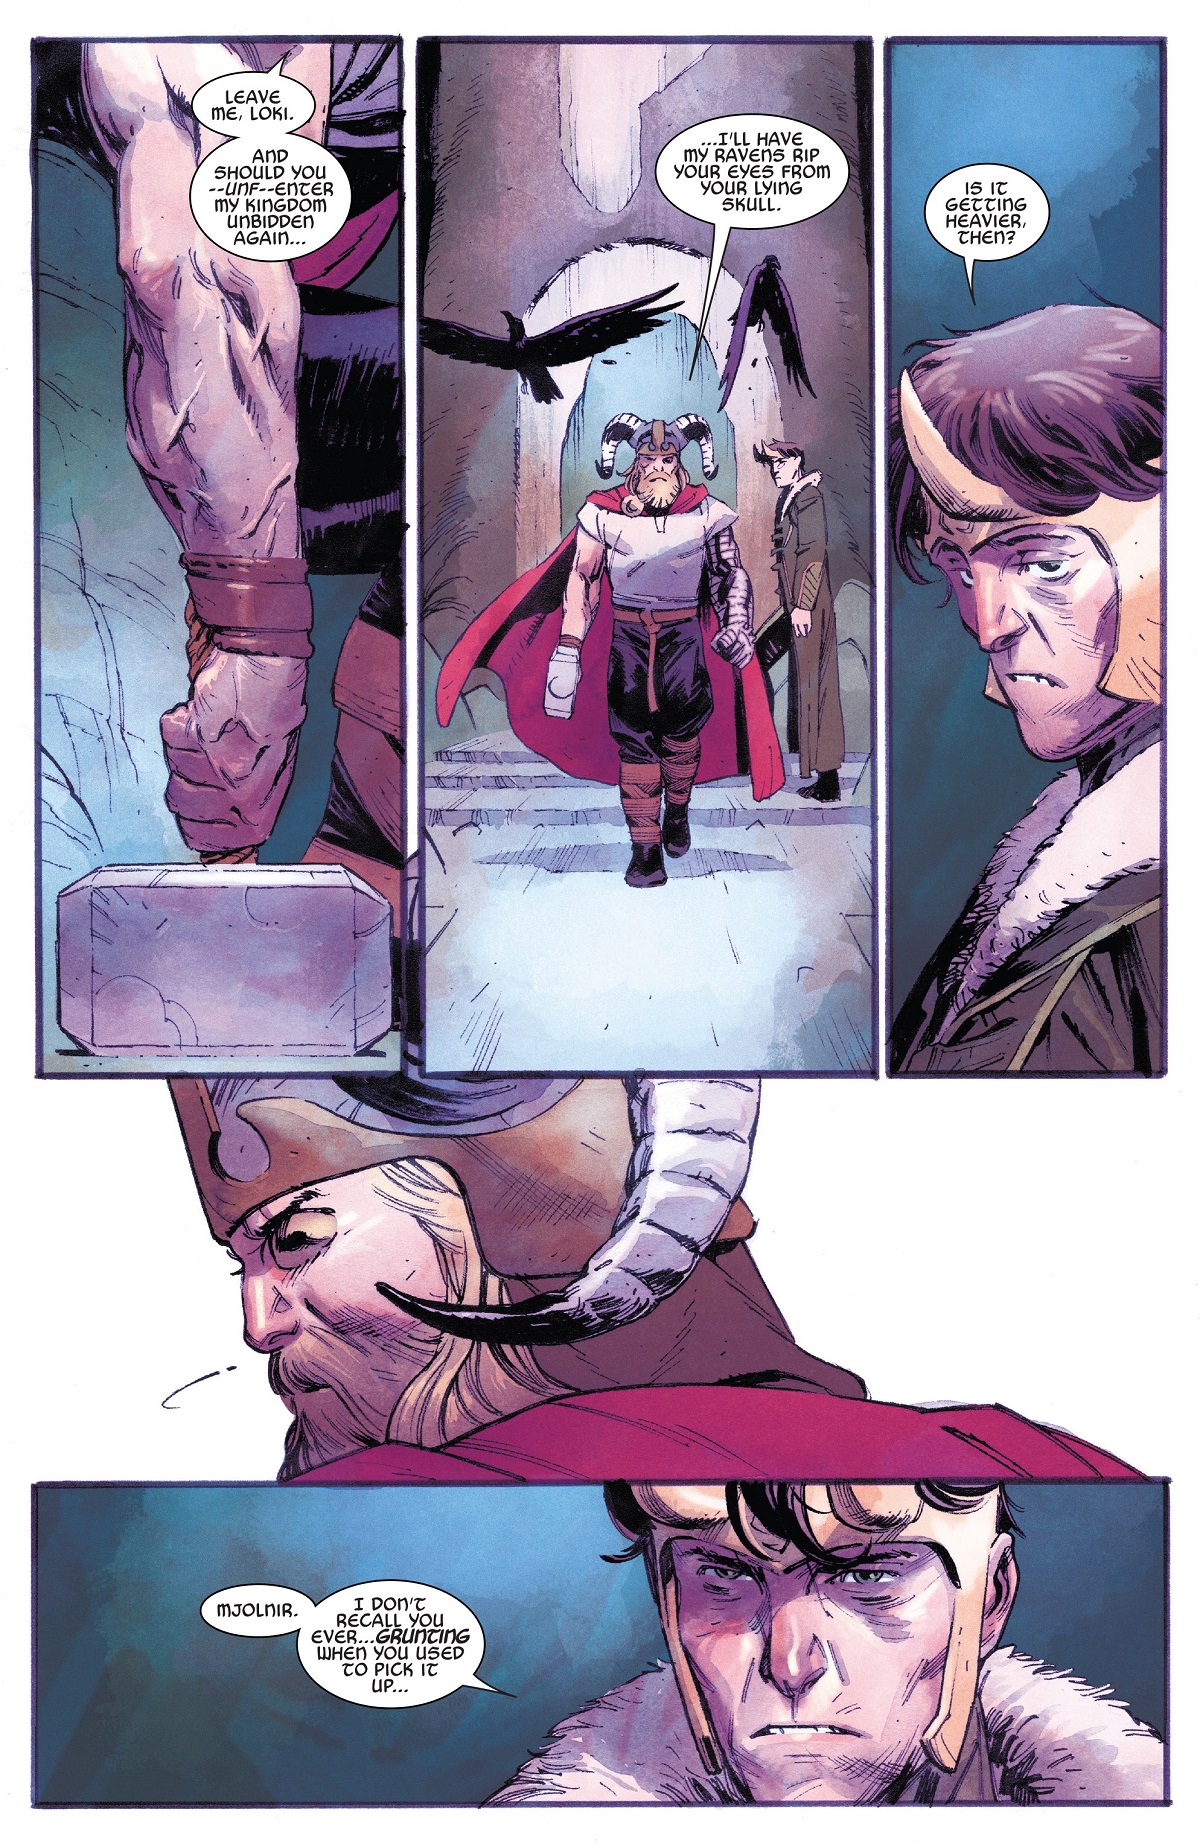 LEAVE
ME, LOKI.
AND
SHOULD YOU
--UNF--ENTER
MY KINGDOM
UNBIDDEN
AGAIN...
...I'LL HAVE
MY RAVENS RIP
YOUR EYES FROM
YOUR LYING
SKULL.
IS IT
GETTING
HEAVIER,
THEN?
MJOLNIR.
I DON'T
RECALL YOU
EVER...GRUNTING
WHEN YOU USED
TO PICK IT
UP...